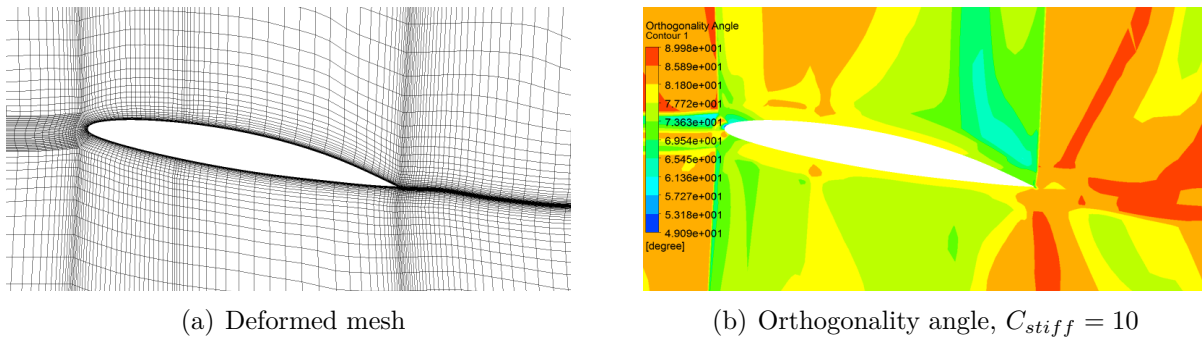 Orthogonality Angle
Contour 1
8.998e+001
8.589e+001
8.180e+001
7.772e+001
7.363e+001
6.954e+001
6.545e+001
6.136e+001
5.727e+001
5.318e+001
4.909e+001
[degree]
(a) Deformed mesh
(b) Orthogonality angle, C_{stiff} = 10